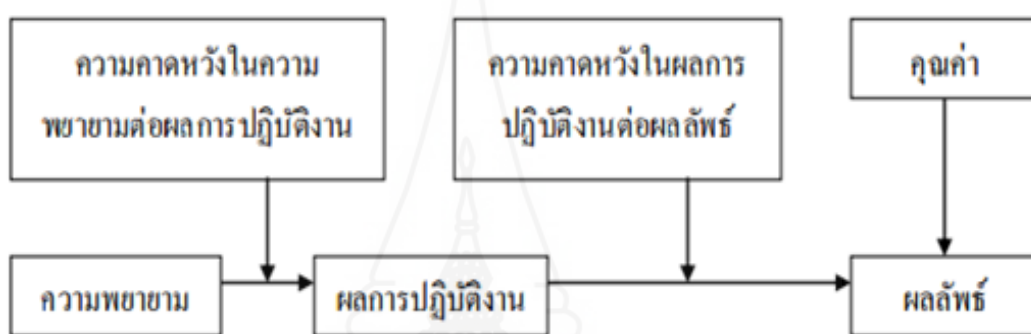 ความคาดหวังในความ
พยายามต่อผลการปฏิบัติงาน
ความคาดหวังในผลการ
ปฏิบัติงานต่อผลลัพธ์
คุณค่า
ความพยายาม
ผลการปฏิบัติงาน
ผลลัพธ์